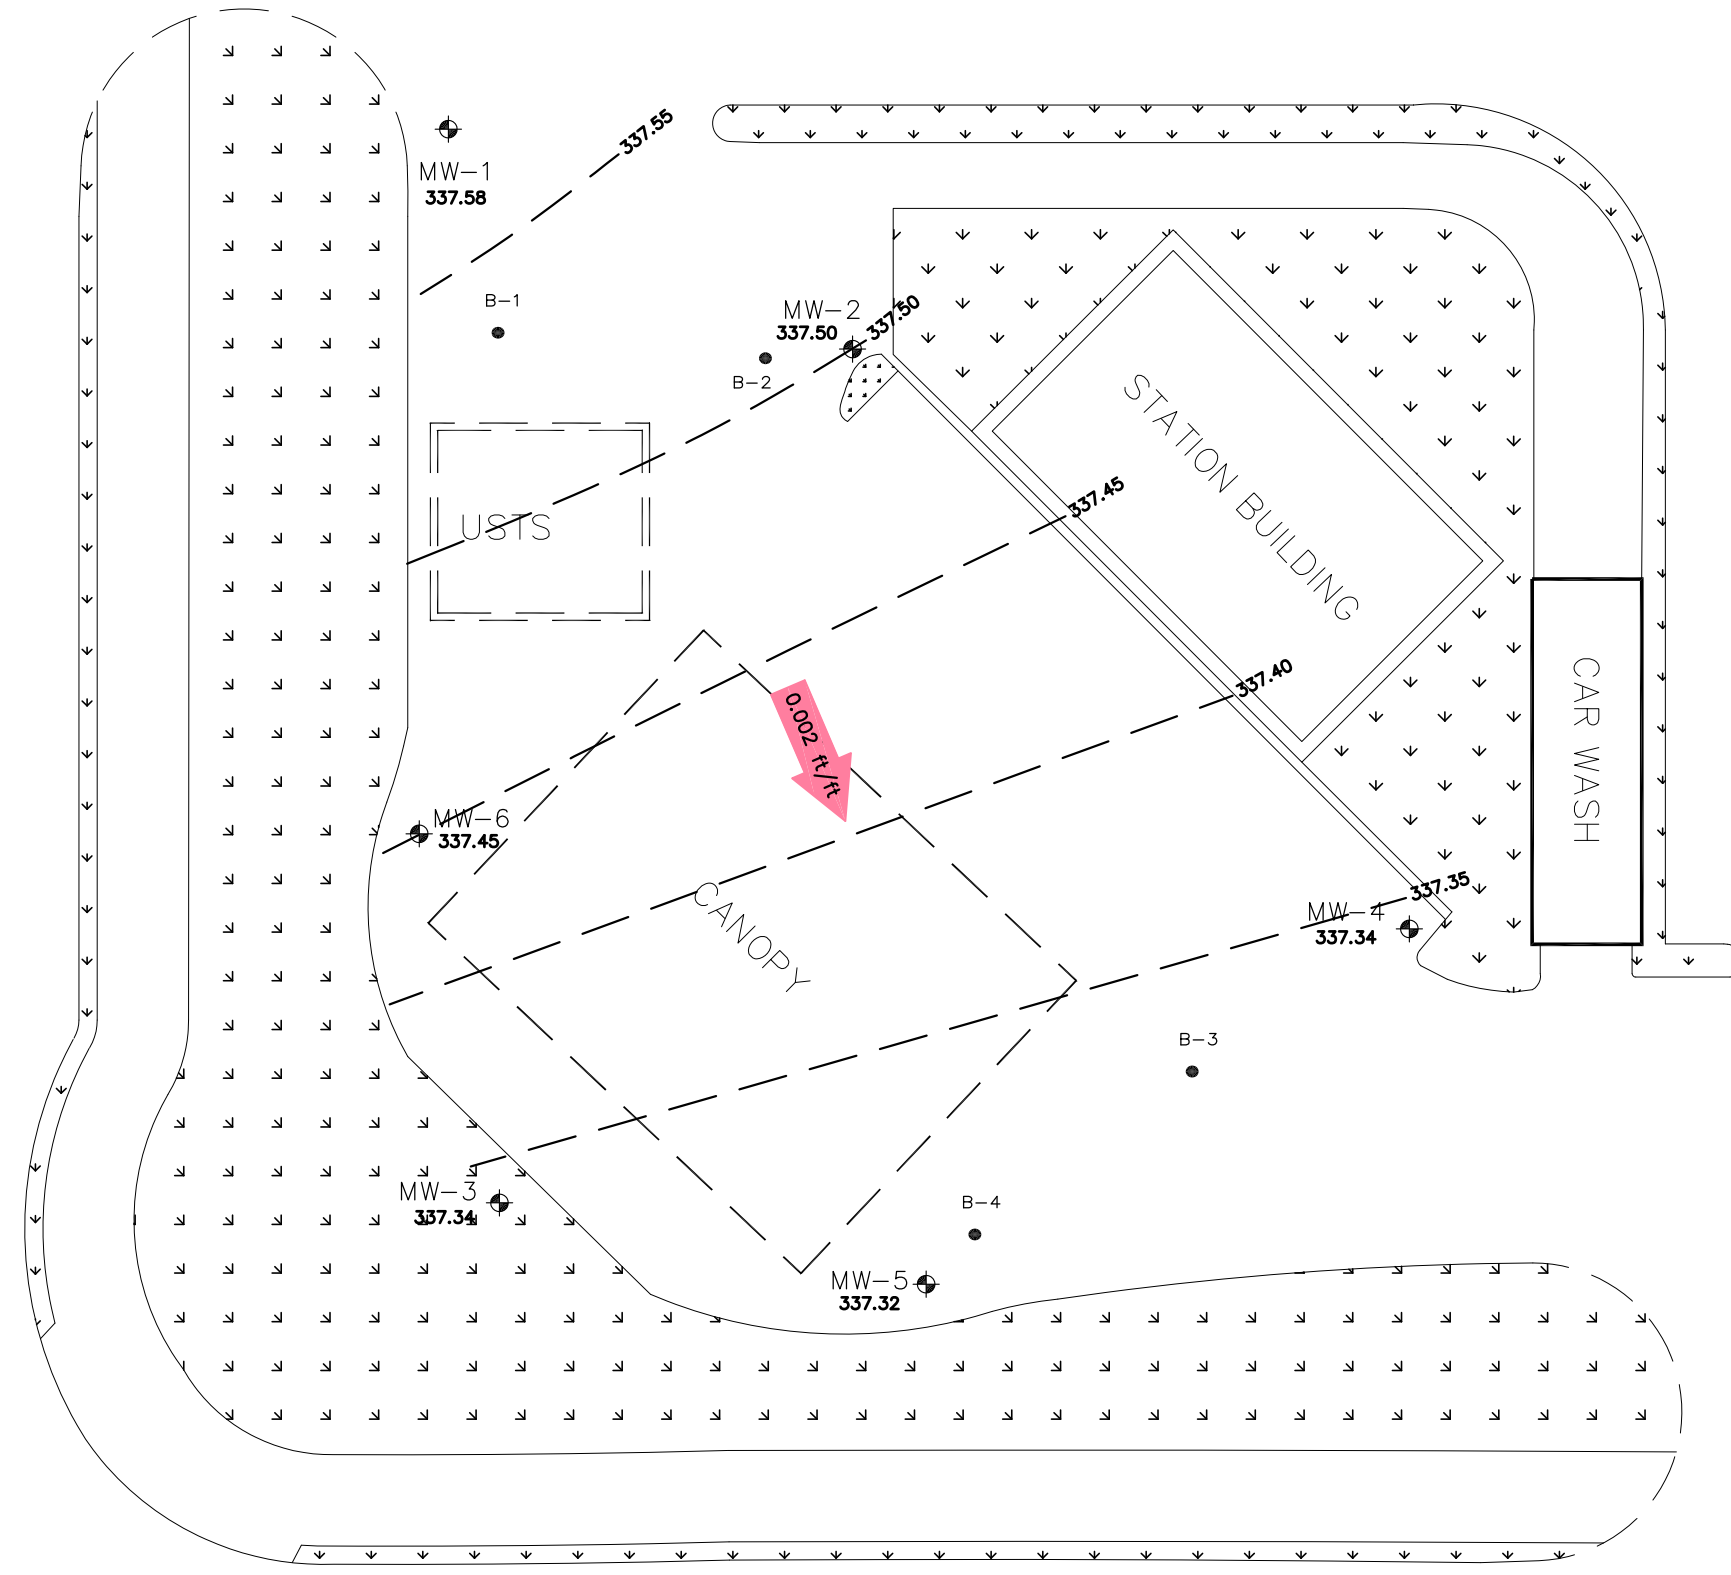 337.55
MW-1
337.58
B-1
MW-2
337.50
337.50
B-2
STATION BUILDING
USTS
337.45
337.40
CAR WASH
0.002 ft/ft
MW-6
337.45
CANOPY
337.35
MW-4
337.34
B-3
MW-3
337.34
B-4
MW-5
337.32